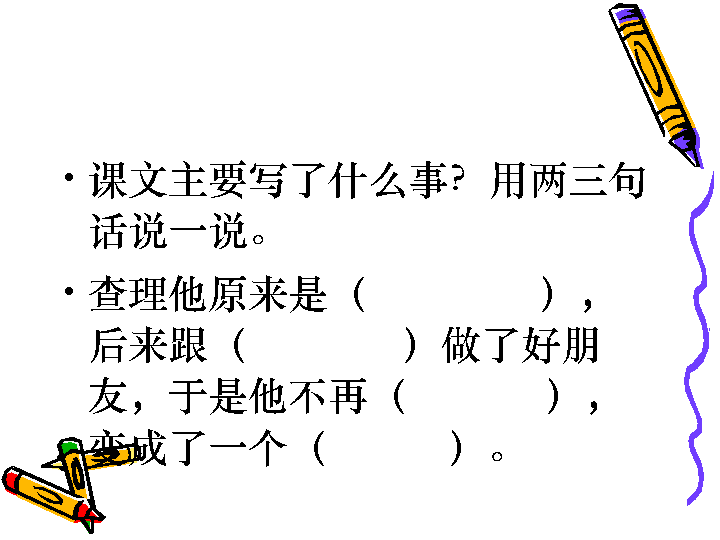 • 课文主要写了什么事？用两三句
话说一说。
• 查理他原来是（ ），
后来跟（ ）做了好朋
友，于是他不再（ ），
变成了一个（ ）。